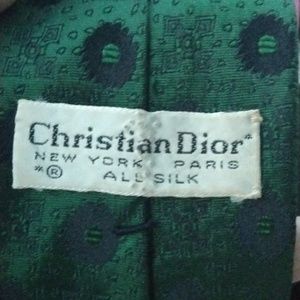 Christian Dior*
NEW YORK PARIS
*® ALL SILK